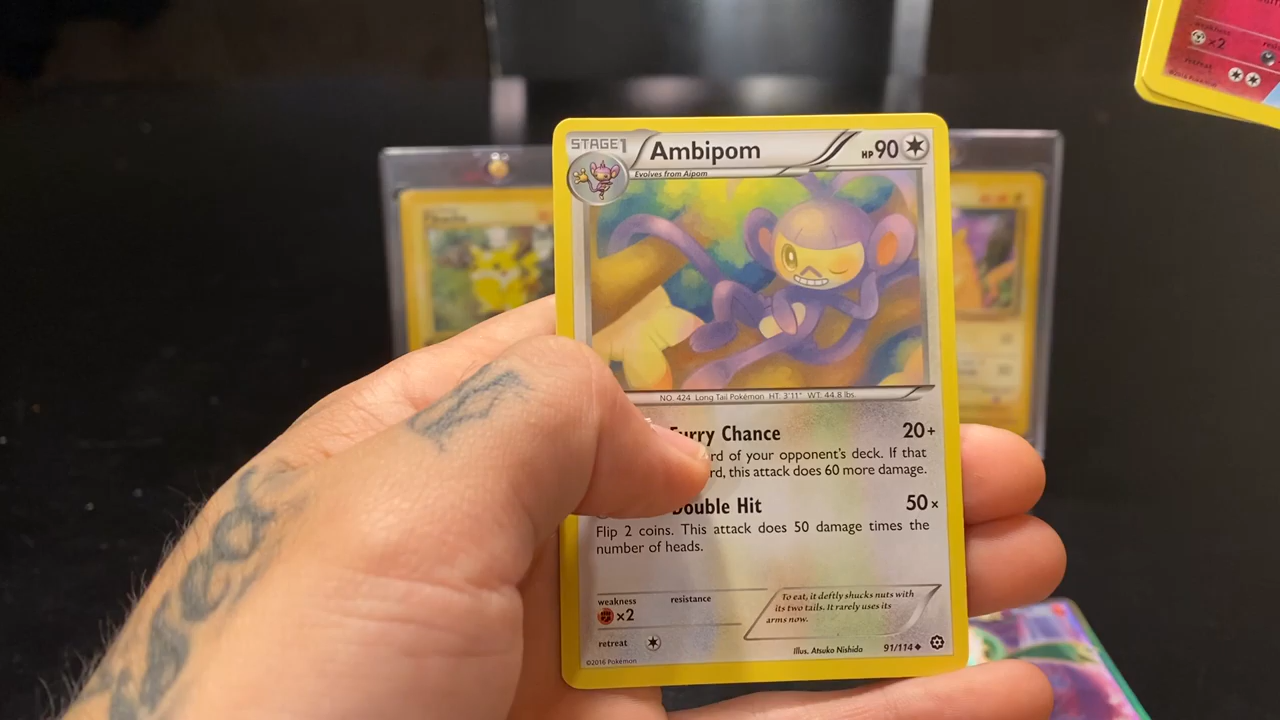 STAGE1
Ambipom
HP 90
Evolves from Aipom
NO. 424 Long Tail Pokémon HT: 3'11" WT: 44.8 lbs.
Furry Chance 20+
of your opponent's deck. If that
this attack does 60 more damage.
Double Hit 50×
Flip 2 coins. This attack does 50 damage times the
number of heads.
weakness
resistance
×2
retreat
To eat, it deftly shucks nuts with
its two tails. It rarely uses its
arms now.
Illus. Atsuko Nishida
91/114
©2016 Pokémon
×2
retreat
Pikachu